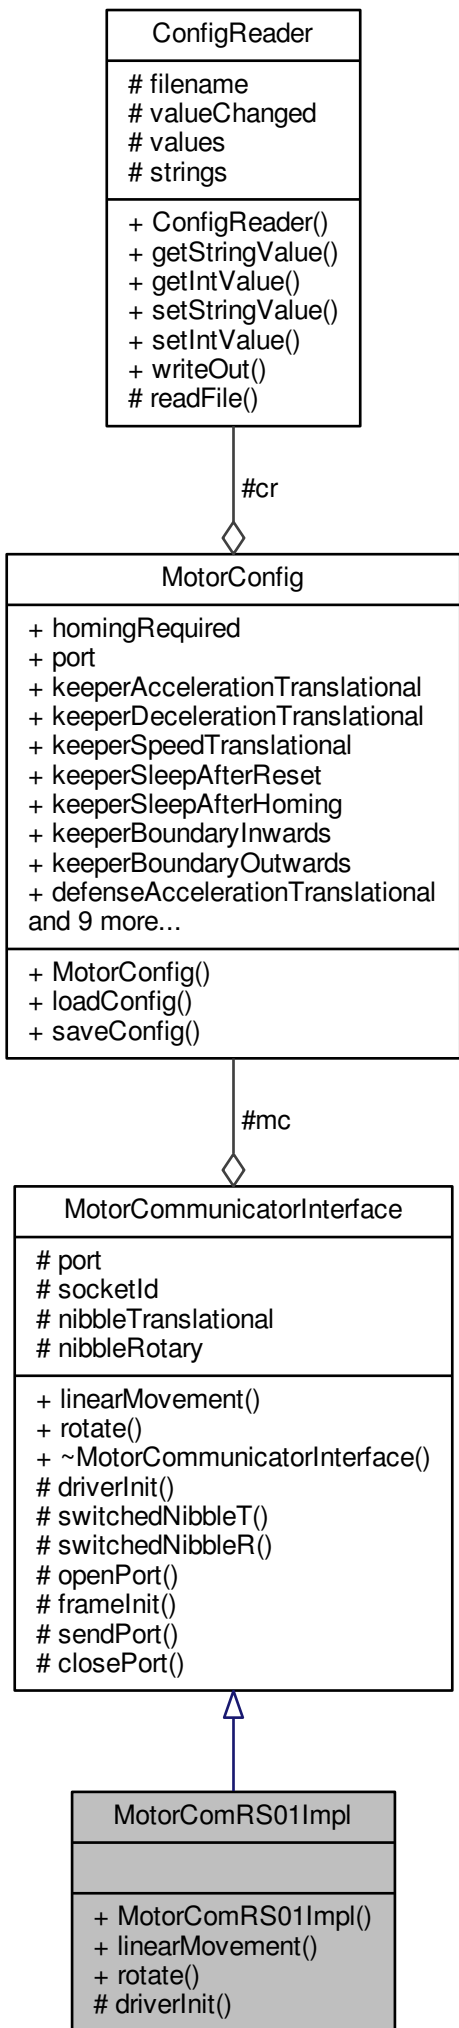 ConfigReader
# filename
# valueChanged
# values
# strings
+ ConfigReader()
+ getStringValue()
+ getIntValue()
+ setStringValue()
+ setIntValue()
+ writeOut()
# readFile()
#cr
MotorConfig
+ homingRequired
+ port
+ keeperAccelerationTranslational
+ keeperDecelerationTranslational
+ keeperSpeedTranslational
+ keeperSleepAfterReset
+ keeperSleepAfterHoming
+ keeperBoundaryInwards
+ keeperBoundaryOutwards
+ defenseAccelerationTranslational
and 9 more...
+ MotorConfig()
+ loadConfig()
+ saveConfig()
#mc
MotorCommunicatorInterface
# port
# socketId
# nibbleTranslational
# nibbleRotary
+ linearMovement()
+ rotate()
+ ~MotorCommunicatorInterface()
# driverInit()
# switchedNibbleT()
# switchedNibbleR()
# openPort()
# frameInit()
# sendPort()
# closePort()
MotorComRS01Impl
+ MotorComRS01Impl()
+ linearMovement()
+ rotate()
# driverInit()